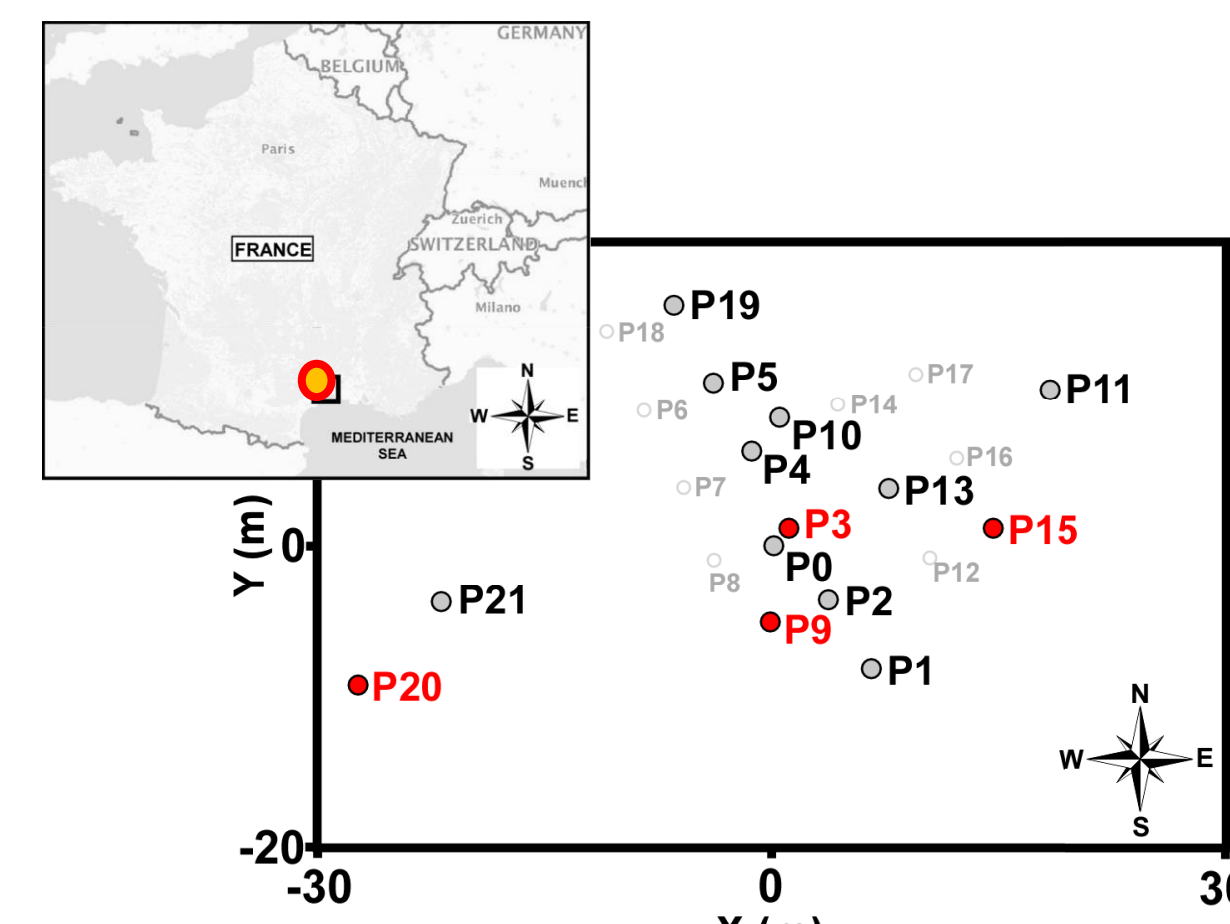 GERMANY
BELGIUM
Paris
Muench
Zuerich
FRANCE
SWITZERLAND
Milano
N
W E
S
MEDITERRANEAN
SEA
P19
P18
P5
P17
P11
P6
P14
P10
P4
P16
P7
P13
P3
P15
Y (m)
0
P0
P8
P12
P21
P2
P9
P1
P20
N
W E
S
-20
-30
0
30
X (m)